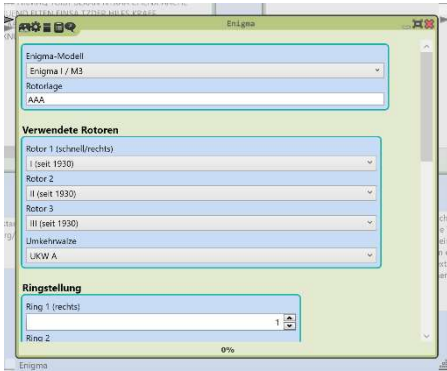 Enigma
Enigma-Modell
Enigma I / M3
Rotorlage
AAA
Verwendete Rotoren
Rotor 1 (schnell/rechts)
I (seit 1930)
Rotor 2
II (seit 1930)
Rotor 3
III (seit 1930)
Umkehrwalze
UKW A
Ringstellung
Ring 1 (rechts)
1
Ring 2
0%
Enigma